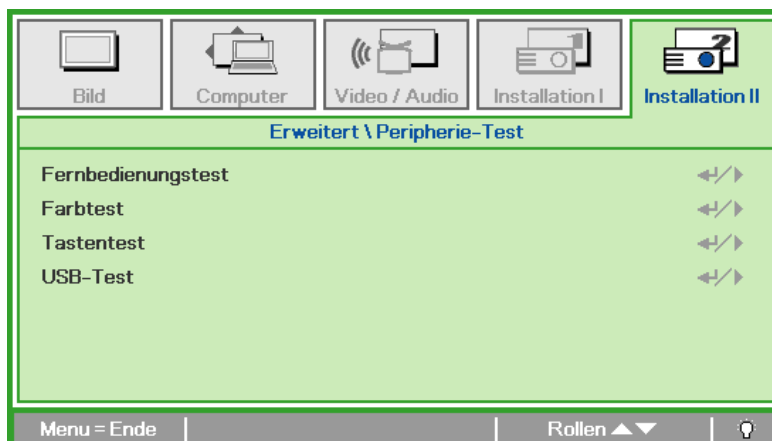 Bild
Computer
Video / Audio
Installation I
Installation II
Erweitert \ Peripherie-Test
Fernbedienungstest
Farbtest
Tastentest
USB-Test
Menu = Ende
Rollen ▲▼